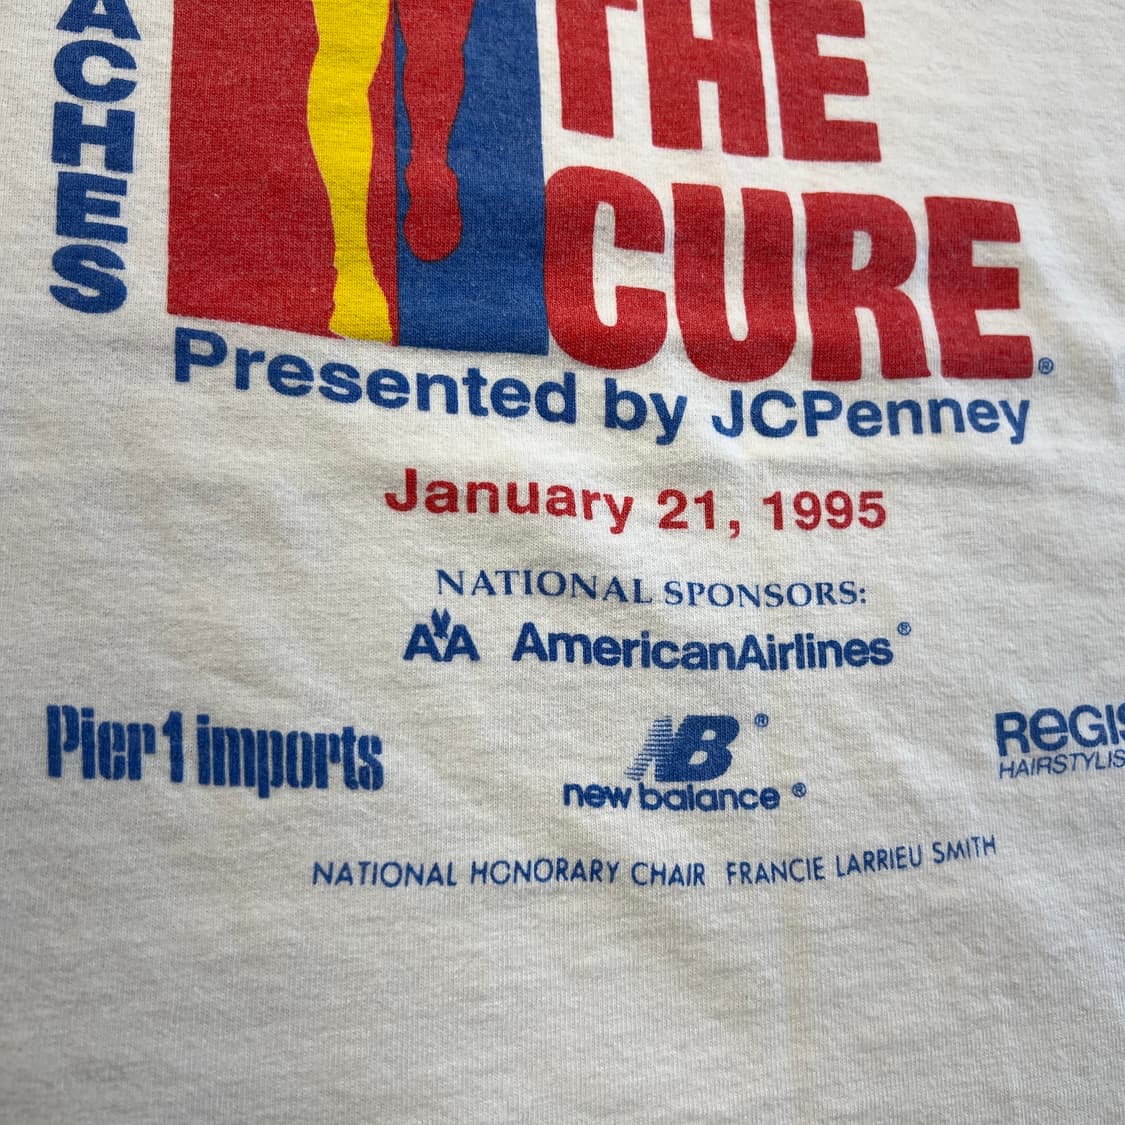 ACHES
THE
CURE®
Presented by JCPenney
January 21, 1995
NATIONAL SPONSORS:
AA AmericanAirlines®
Pier 1 imports
NB®
new balance®
REGIS
HAIRSTYLIS
NATIONAL HONORARY CHAIR FRANCIE LARRIEU SMITH